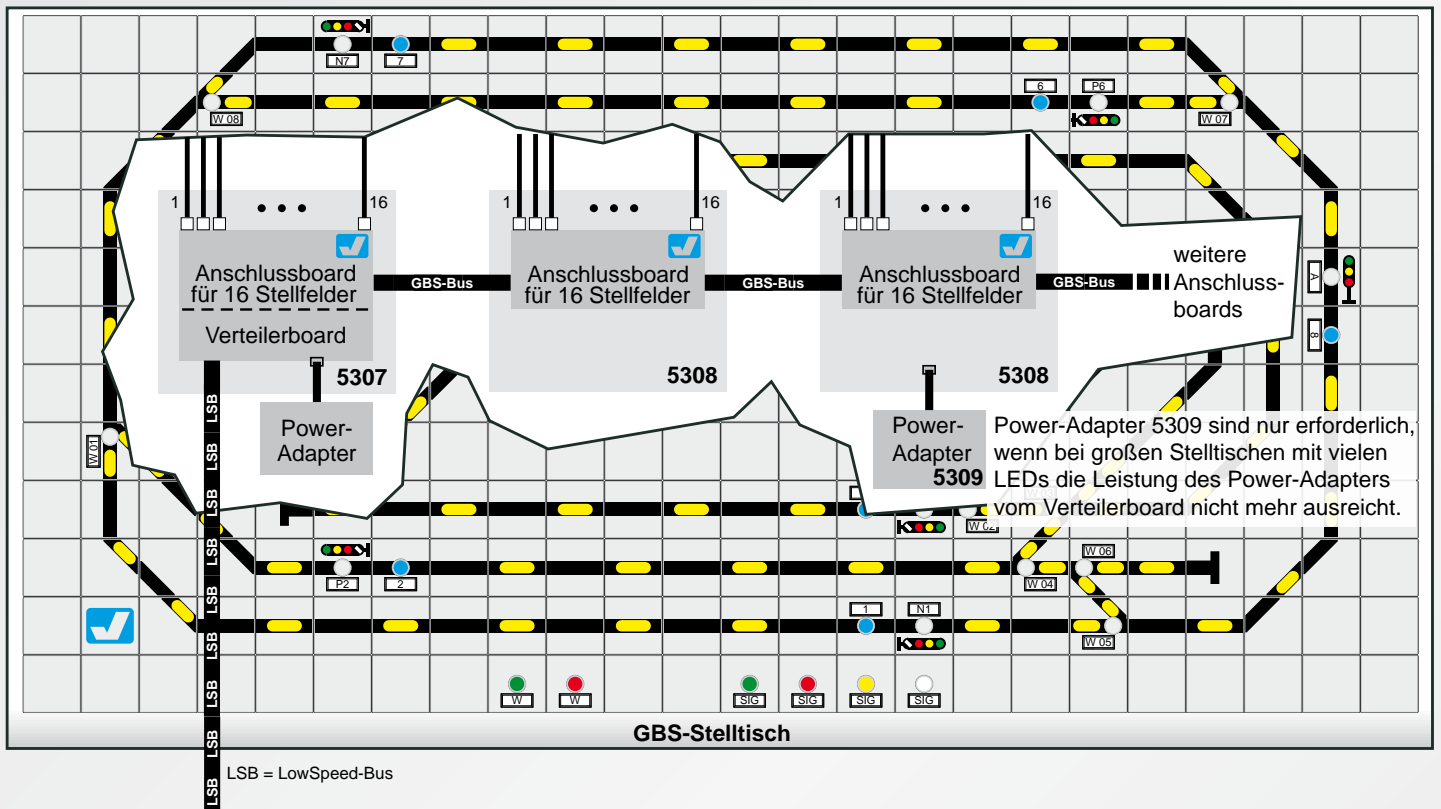 N7
7
6
P6
W 08
W 07
1
16
1
16
1
16
Anschlussboard
für 16 Stellfelder
Verteilerboard
5307
GBS-Bus
Anschlussboard
für 16 Stellfelder
5308
GBS-Bus
Anschlussboard
für 16 Stellfelder
5308
GBS-Bus
weitere
Anschluss-
boards
A
8
W 01
Power-
Adapter
Power-
Adapter
5309
Power-Adapter 5309 sind nur erforderlich,
wenn bei großen Stelltischen mit vielen
LEDs die Leistung des Power-Adapters
vom Verteilerboard nicht mehr ausreicht.
W 02
P2
2
W 04
W 06
1
N1
W 05
W
W
SIG
SIG
SIG
SIG
LSB
LSB
LSB
LSB
LSB
LSB
LSB
LSB
LSB
GBS-Stelltisch
LSB = LowSpeed-Bus